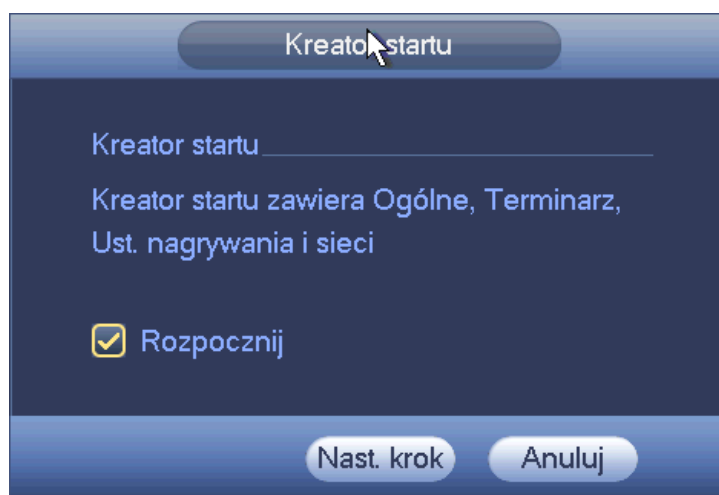 Kreator startu
Kreator startu
Kreator startu zawiera Ogólne, Terminarz,
Ust. nagrywania i sieci
Rozpocznij
Nast. krok Anuluj